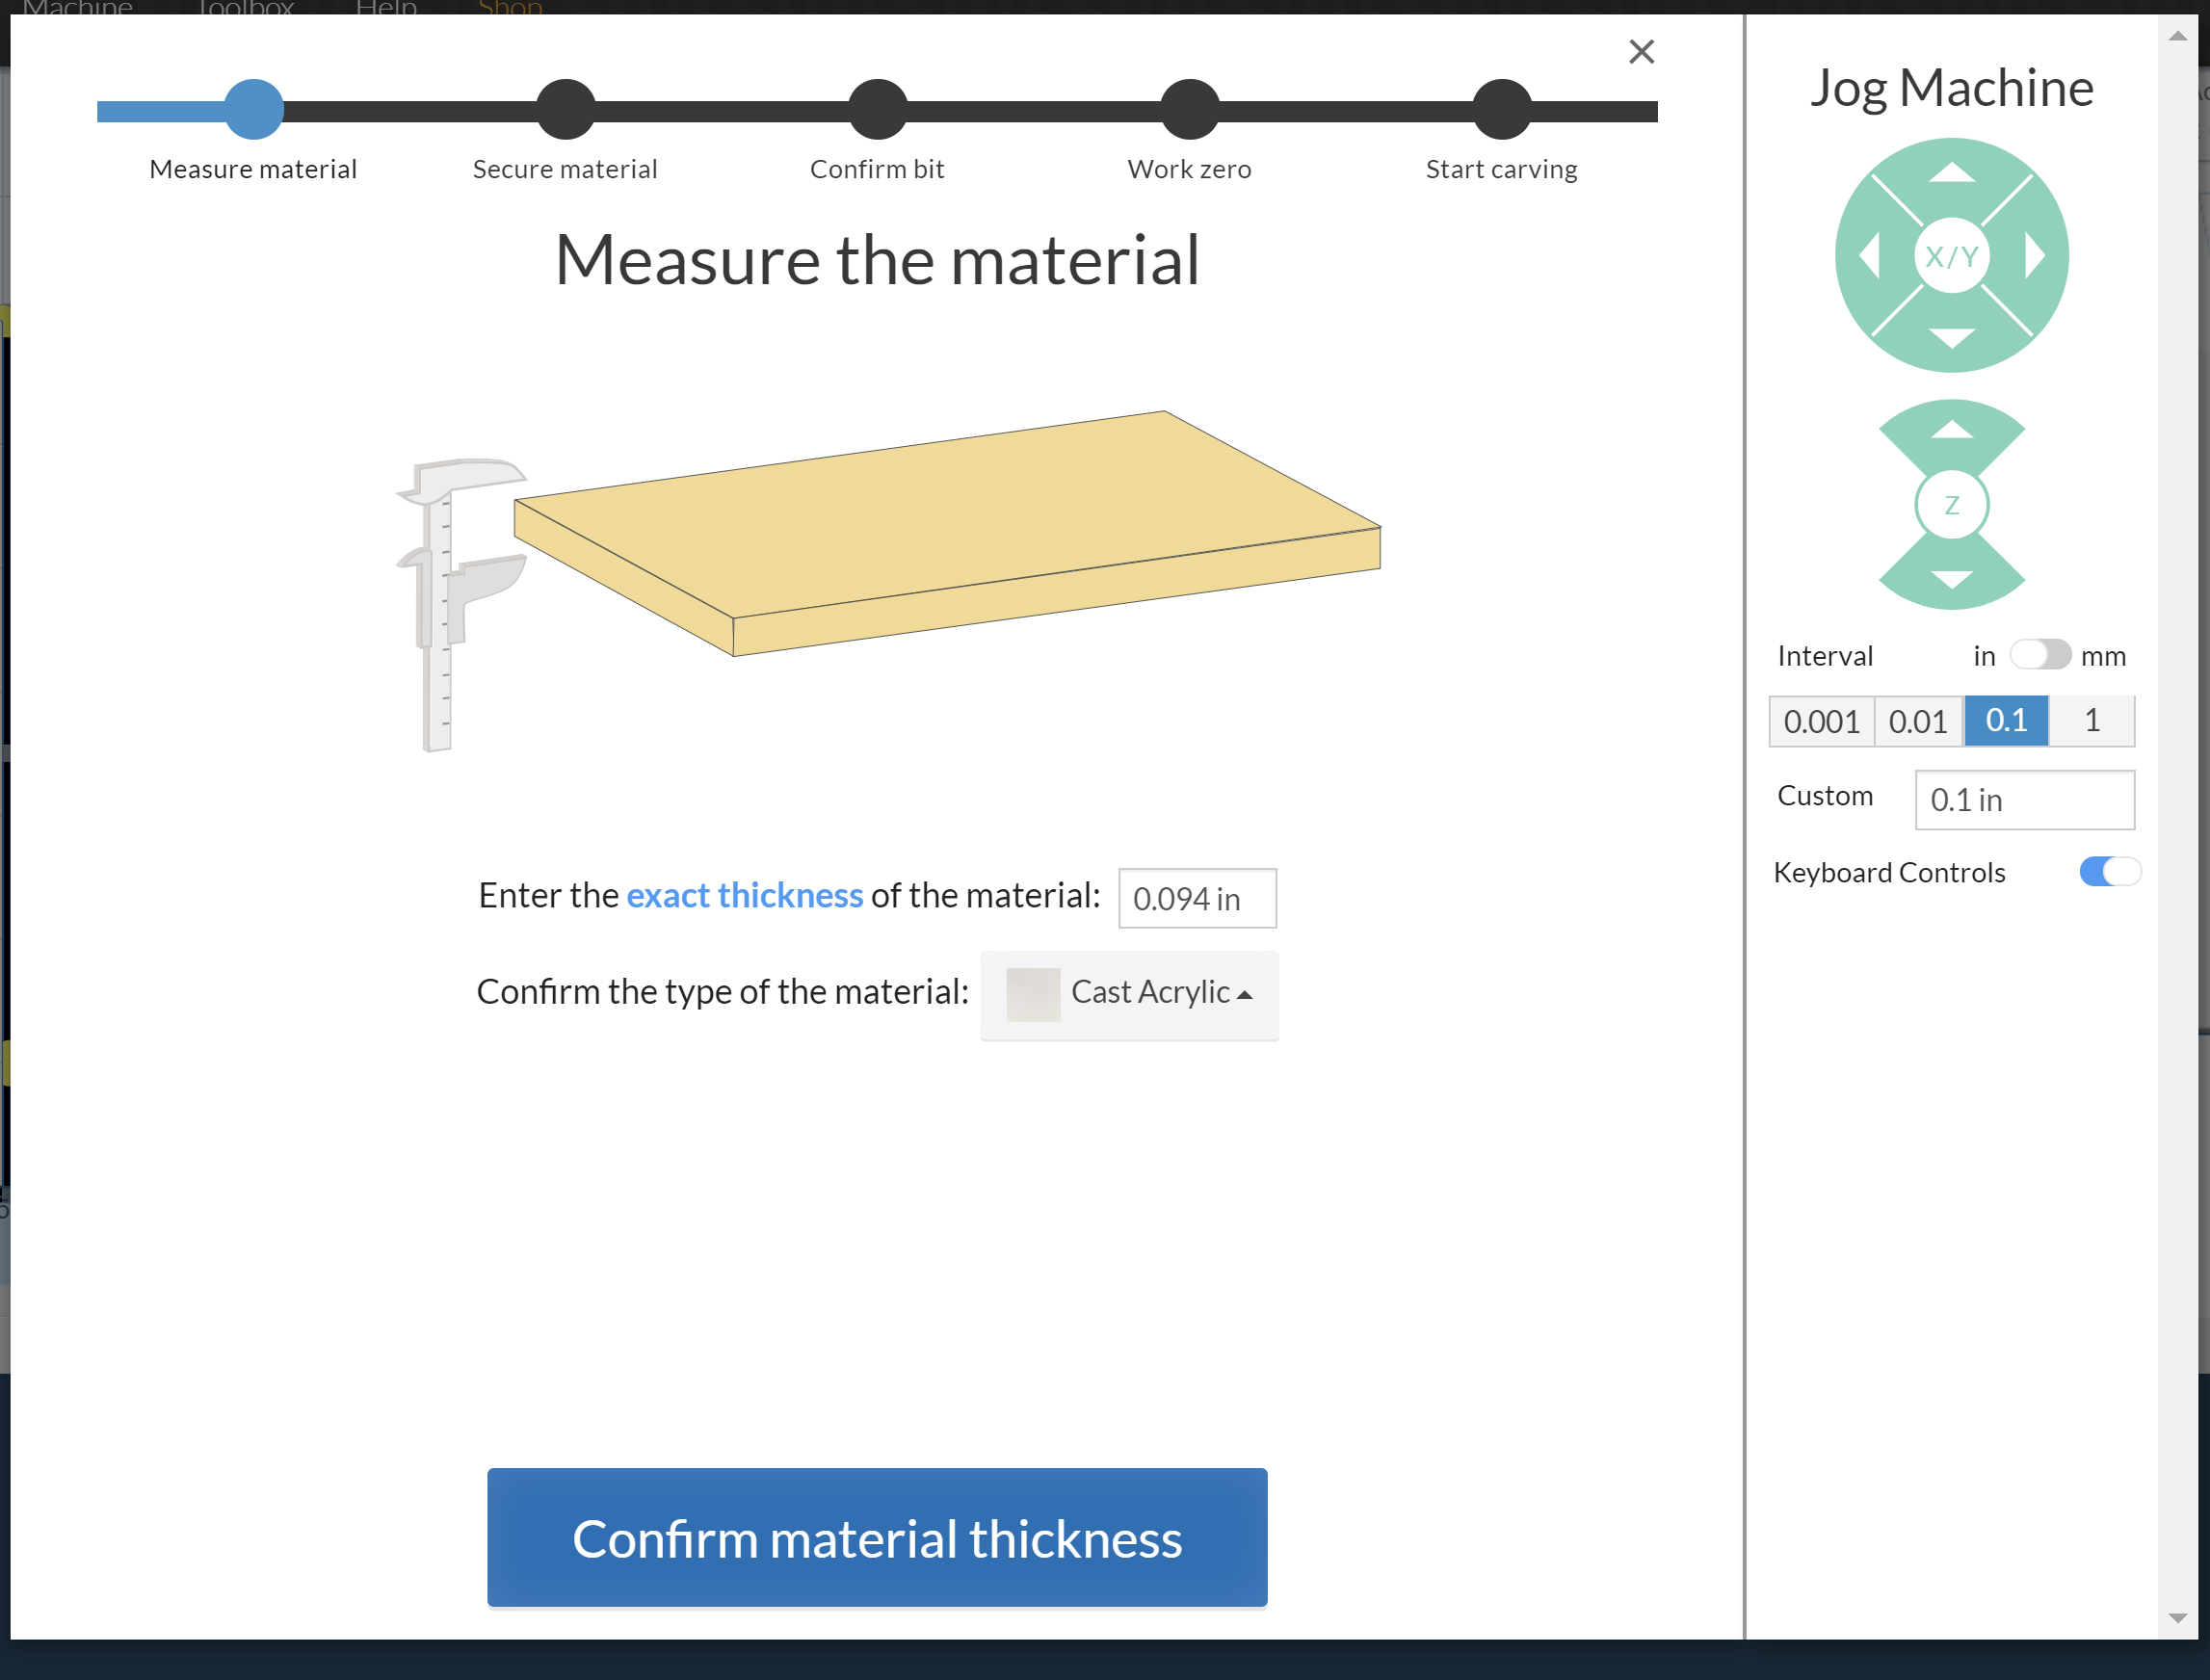 Machine Toolbox Help Shop
Measure material
Secure material
Confirm bit
Work zero
Start carving
Measure the material
Enter the exact thickness of the material: 0.094 in
Confirm the type of the material: Cast Acrylic
Confirm material thickness
Jog Machine
X/Y
Z
Interval in mm
0.001 0.01 0.1 1
Custom 0.1 in
Keyboard Controls